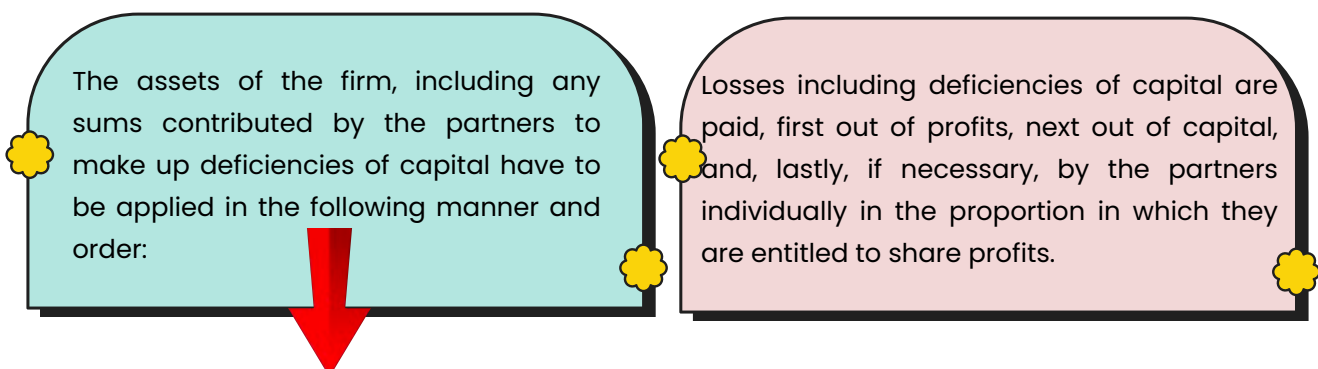 The assets of the firm, including any
sums contributed by the partners to
make up deficiencies of capital have to
be applied in the following manner and
order:
Losses including deficiencies of capital are
paid, first out of profits, next out of capital,
and, lastly, if necessary, by the partners
individually in the proportion in which they
are entitled to share profits.